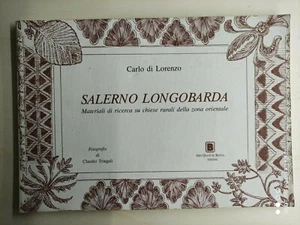 Carlo di Lorenzo
SALERNO LONGOBARDA
Materiali di ricerca su chiese rurali della zona orientale
Fotografie
di
Claudio Tringali